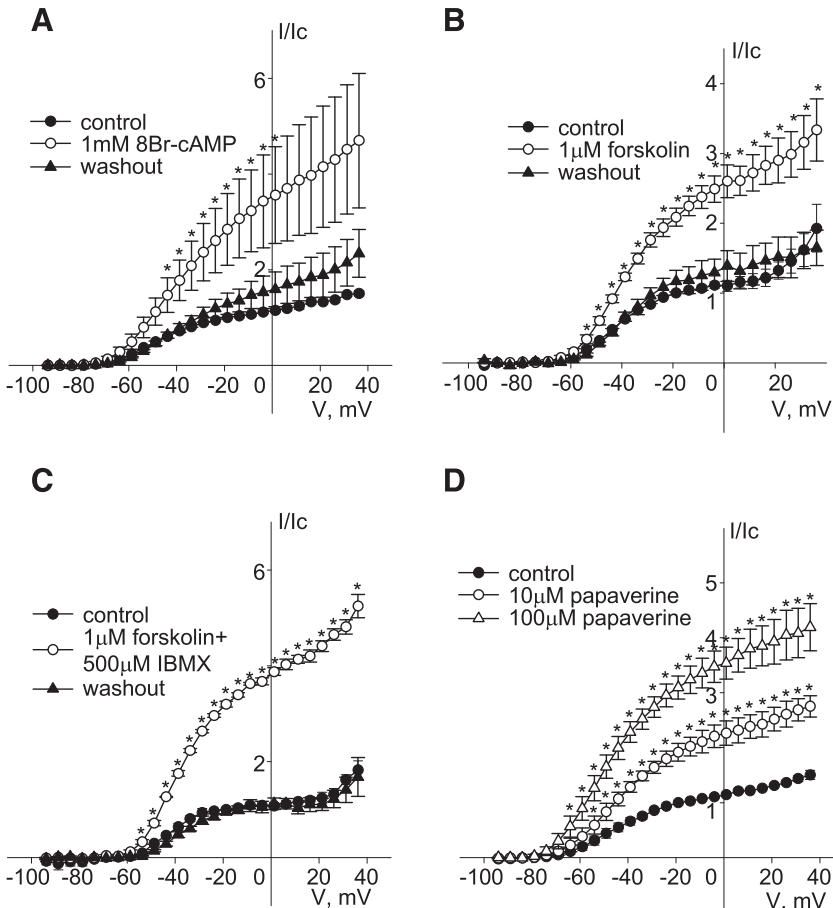 A
I/Ic
6
control
1mM 8Br-cAMP
washout
* * * * * * * * * *
2
-100 -80 -60 -40 -20 0 20 40
V, mV
B
I/Ic
4
control
1μM forskolin
washout
3
2
1
-100 -80 -60 -40 -20 0 20
V, mV
C
I/Ic
6
control
1μM forskolin+
500μM IBMX
washout
2
-100 -80 -60 -40 -20 0 20 40
V, mV
D
I/Ic
5
control
10μM papaverine
100μM papaverine
4
3
1
-100 -80 -60 -40 -20 0 20 40
V, mV